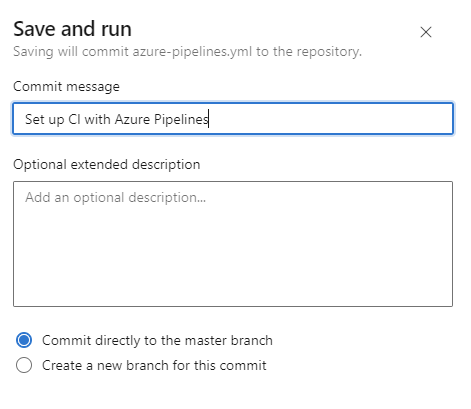 Save and run
Saving will commit azure-pipelines.yml to the repository.
Commit message
Set up CI with Azure Pipelines
Optional extended description
Add an optional description...
Commit directly to the master branch
Create a new branch for this commit